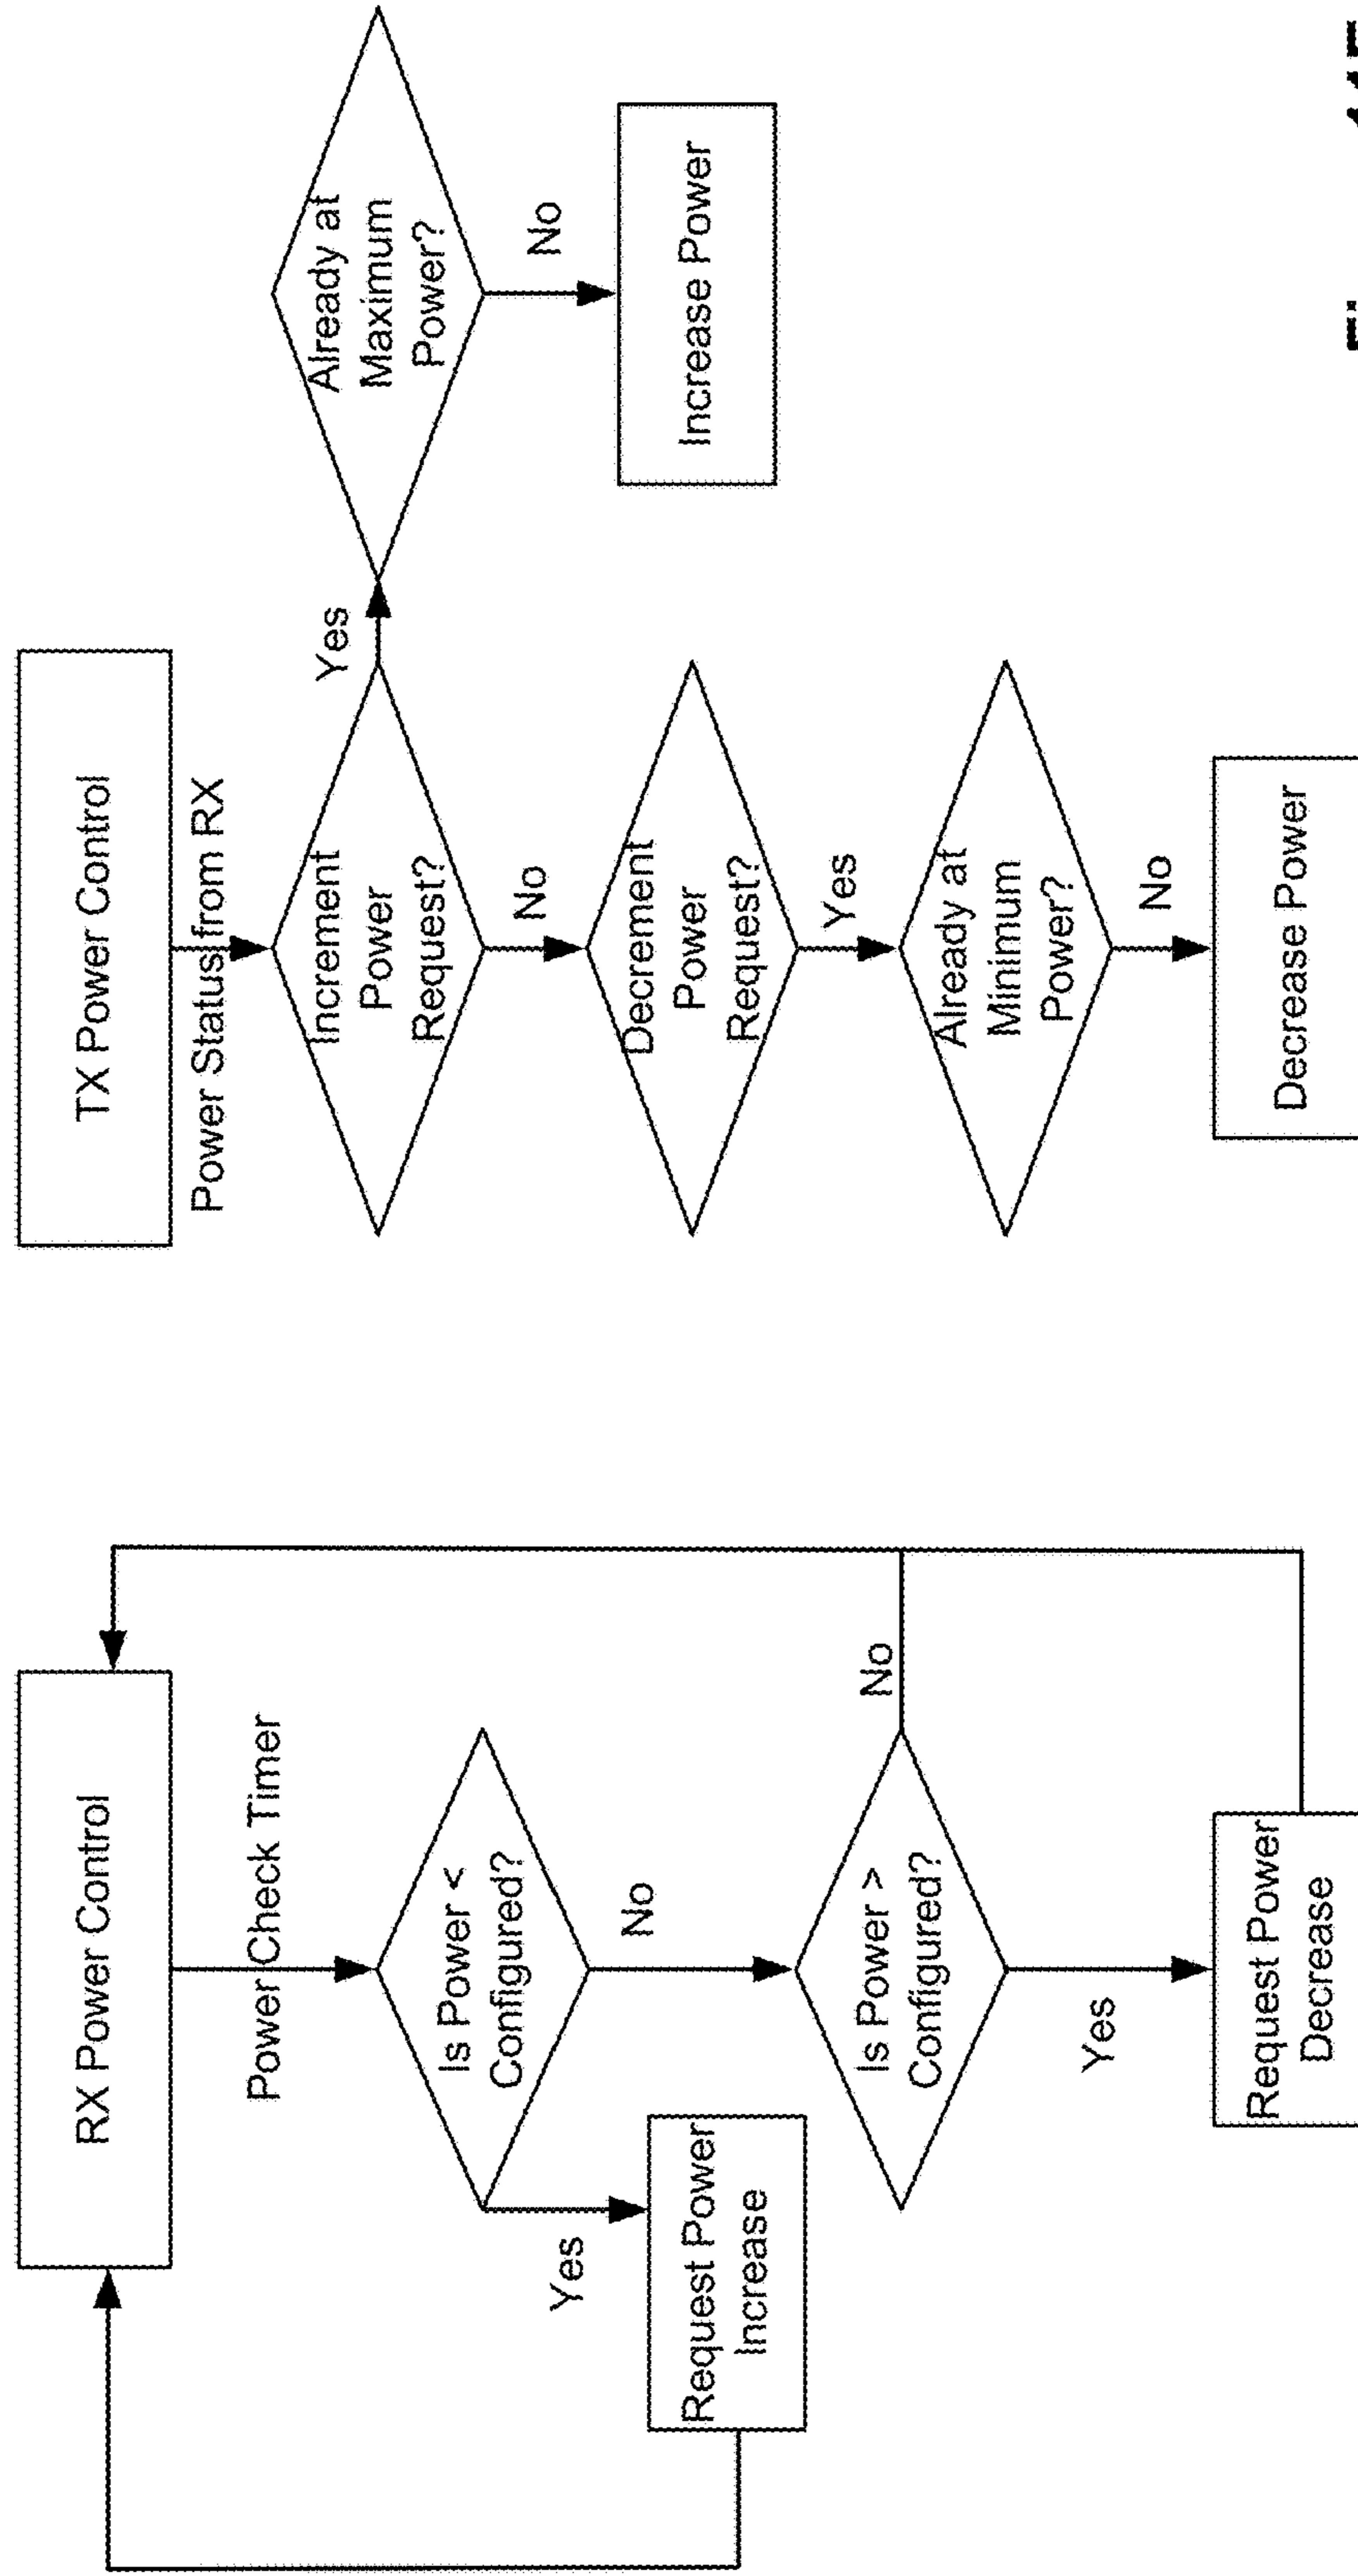 RX Power Control
Power Check Timer
Is Power <
Configured?
Yes
Request Power
Increase
No
Is Power >
Configured?
No
Yes
Request Power
Decrease
TX Power Control
Power Status from RX
Increment
Power
Request?
Yes
Already at
Maximum
Power?
No
Increase Power
No
Decrement
Power
Request?
Yes
Already at
Minimum
Power?
No
Decrease Power